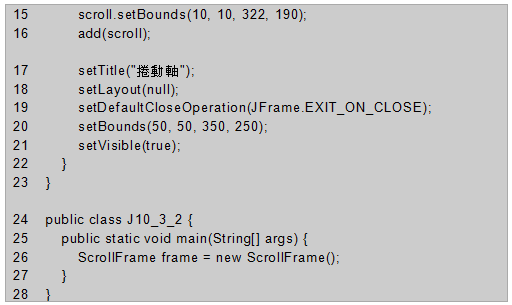 15 scroll.setBounds(10, 10, 322, 190);
16 add(scroll);
17 setTitle("捲動軸");
18 setLayout(null);
19 setDefaultCloseOperation(JFrame.EXIT_ON_CLOSE);
20 setBounds(50, 50, 350, 250);
21 setVisible(true);
22 }
23 }
24 public class J10_3_2 {
25 public static void main(String[] args) {
26 ScrollFrame frame = new ScrollFrame();
27 }
28 }